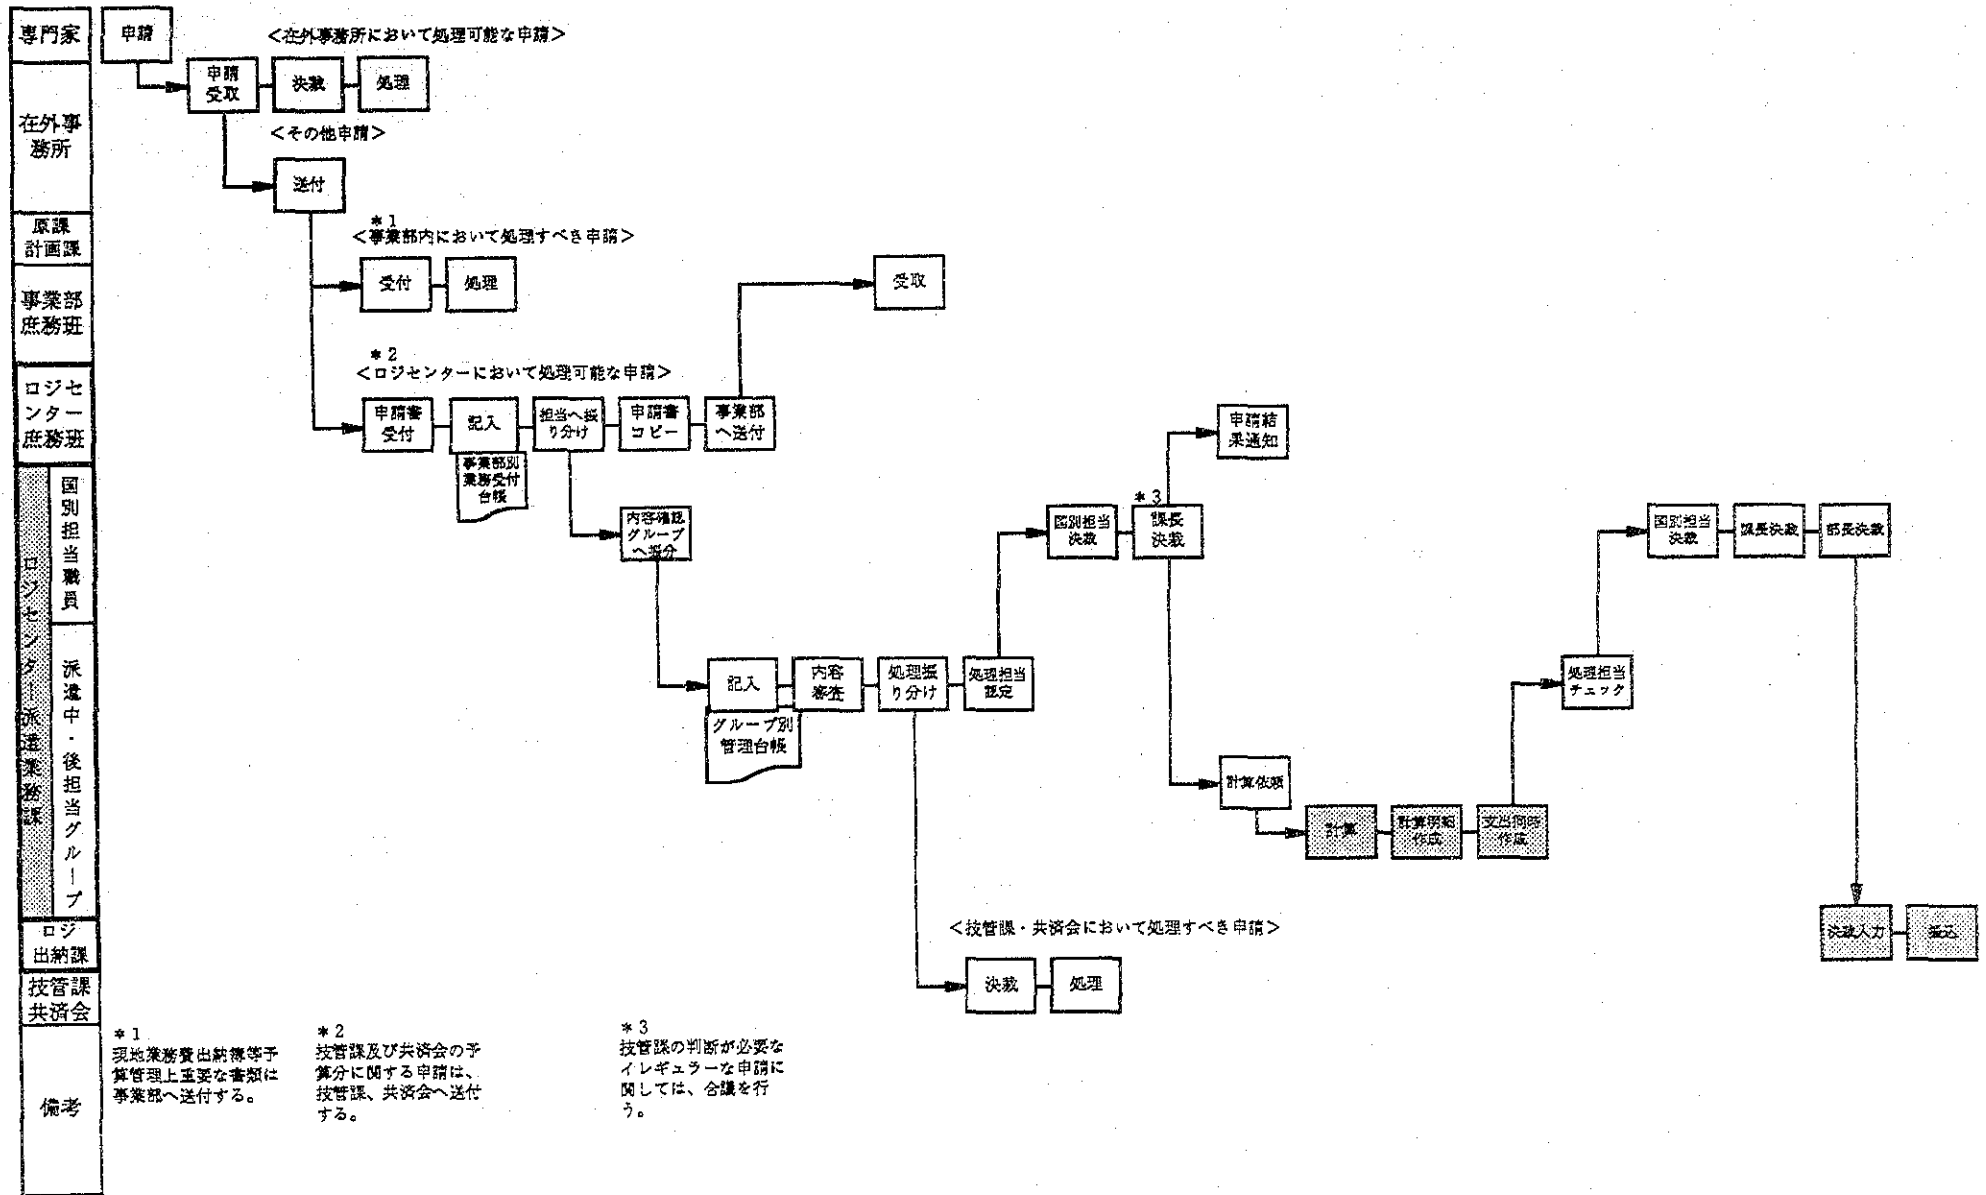 専門家
申請
<在外事務所において処理可能な申請>
申請
受取
決裁
処理
在外事
務所
<その他申請>
送付
原課
計画課
*1
<事業部内において処理すべき申請>
受付
処理
受取
事業部
庶務班
*2
<ロジセンターにおいて処理可能な申請>
ロジセ
ンター
庶務班
申請書
受付
記入
担当へ振
り分け
申請書
コピー
事業部
へ送付
事業部別
業務受付
台帳
申請結
果通知
ロジセンター派遣業務課
国別担当職員
内容確認
グループ
へ振分
国別担当
決裁
*3
課長
決裁
国別担当
決裁
課長決裁
部長決裁
派遣中・後担当グループ
記入
内容
審査
処理振
り分け
処理担当
認定
グループ別
管理台帳
処理担当
チェック
計算依頼
計算
計算明細
作成
支出伺時
作成
ロジ
出納課
決裁入力
振込
<技管課・共済会において処理すべき申請>
技管課
共済会
決裁
処理
備考
*1
現地業務費出納簿等予
算管理上重要な書類は
事業部へ送付する。
*2
技管課及び共済会の予
算分に関する申請は、
技管課、共済会へ送付
する。
*3
技管課の判断が必要な
イレギュラーな申請に
関しては、合議を行
う。